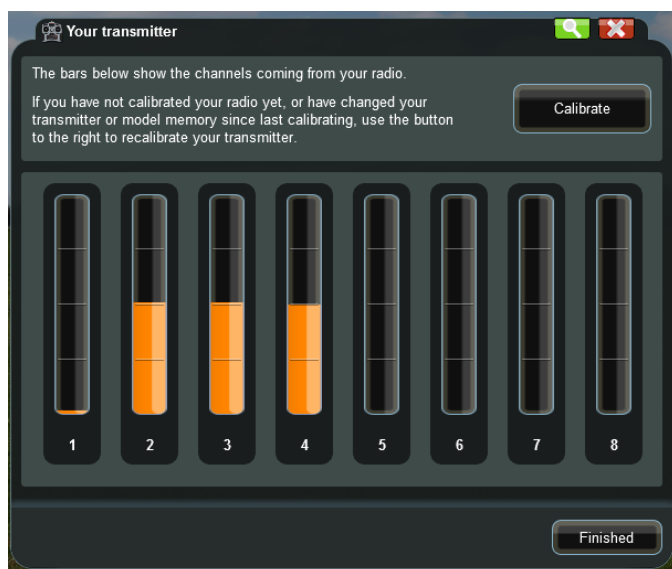 Your transmitter
The bars below show the channels coming from your radio.
If you have not calibrated your radio yet, or have changed your
transmitter or model memory since last calibrating, use the button
to the right to recalibrate your transmitter.
Calibrate
1 2 3 4 5 6 7 8
Finished